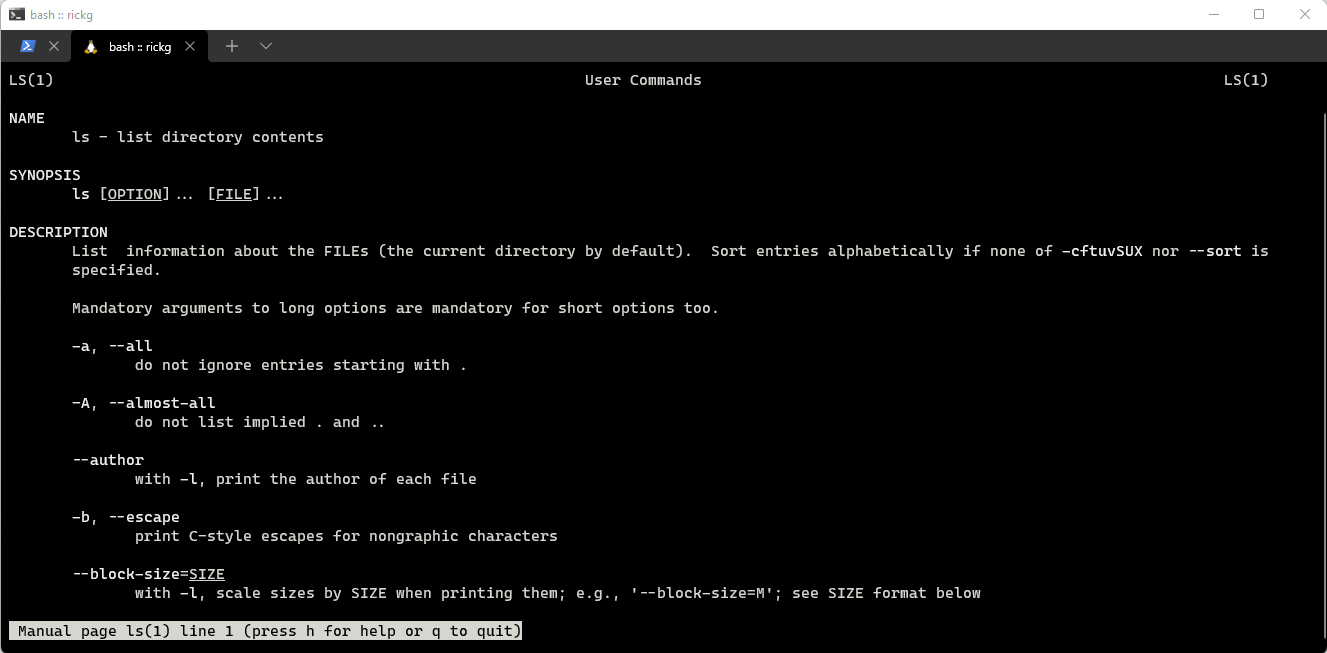 bash :: rickg
bash :: rickg
LS(1) User Commands LS(1)
NAME
ls - list directory contents
SYNOPSIS
ls [OPTION]... [FILE]...
DESCRIPTION
List  information about the FILEs (the current directory by default).  Sort entries alphabetically if none of -cftuvSUX nor --sort is
specified.
Mandatory arguments to long options are mandatory for short options too.
-a, --all
do not ignore entries starting with .
-A, --almost-all
do not list implied . and ..
--author
with -l, print the author of each file
-b, --escape
print C-style escapes for nongraphic characters
--block-size=SIZE
with -l, scale sizes by SIZE when printing them; e.g., '--block-size=M'; see SIZE format below
Manual page ls(1) line 1 (press h for help or q to quit)